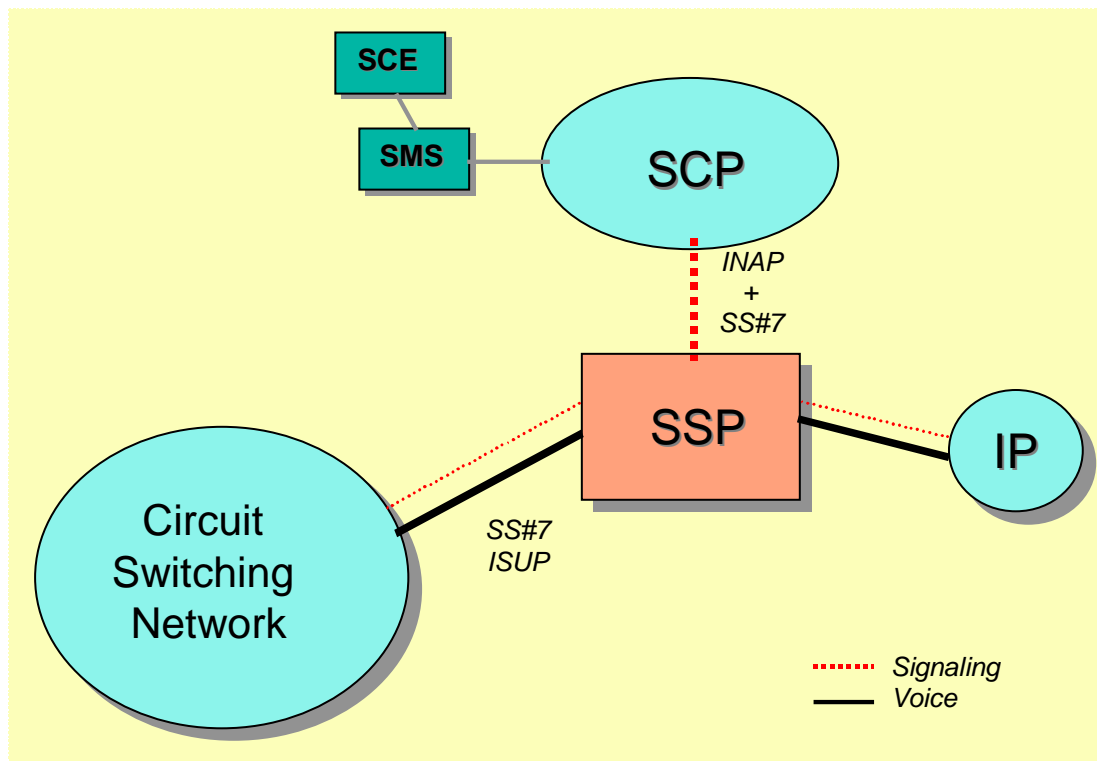 SCE
SMS
SCP
INAP
+
SS#7
SSP
IP
Circuit
Switching
Network
SS#7
ISUP
Signaling
Voice